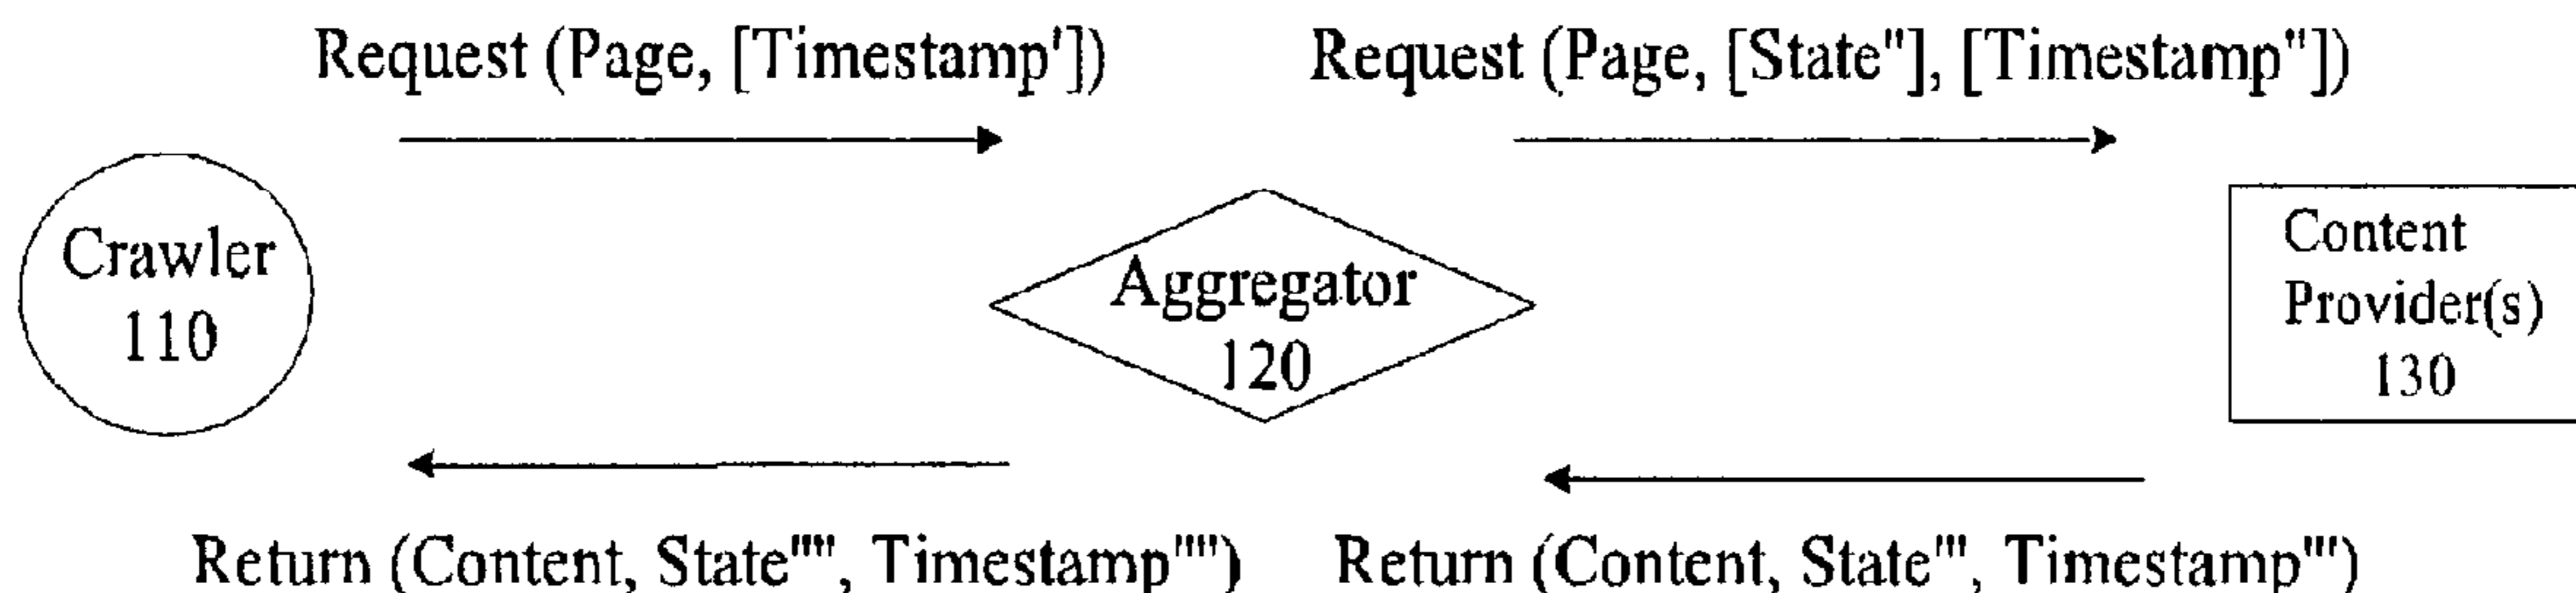 Request (Page, [Timestamp'])
Request (Page, [State"], [Timestamp"])
Crawler
110
Aggregator
120
Content
Provider(s)
130
Return (Content, State"", Timestamp"")
Return (Content, State"', Timestamp"')